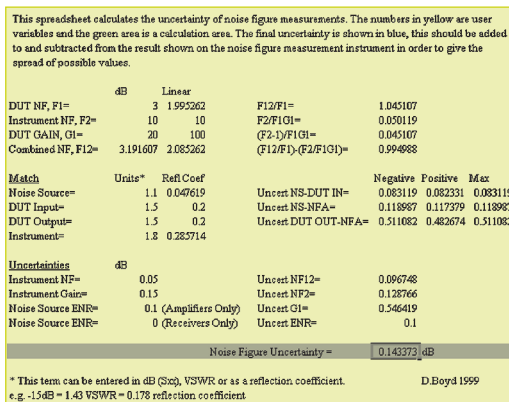 This spreadsheet calculates the uncertainty of noise figure measurements. The numbers in yellow are user
variables and the green area is a calculation area. The final uncertainty is shown in blue, this should be added
to and subtracted from the result shown on the noise figure measurement instrument in order to give the
spread of possible values.
dB Linear
DUT NF, F1= 3 1.995262 F12/F1= 1.045107
Instrument NF, F2= 10 10 F2/F1G1= 0.050119
DUT GAIN, G1= 20 100 (F2-1)/F1G1= 0.045107
Combined NF, F12= 3.191607 2.085262 (F12/F1)-(F2/F1G1)= 0.994988
Match Units* Refl Coef Negative Positive Max
Noise Source= 1.1 0.047619 Uncert NS-DUT IN= 0.083119 0.082331 0.083119
DUT Input= 1.5 0.2 Uncert NS-NFA= 0.118987 0.117379 0.118987
DUT Output= 1.5 0.2 Uncert DUT OUT-NFA= 0.511082 0.482674 0.511082
Instrument= 1.8 0.285714
Uncertainties dB
Instrument NF= 0.05 Uncert NF12= 0.096748
Instrument Gain= 0.15 Uncert NF2= 0.128766
Noise Source ENR= 0.1 (Amplifiers Only) Uncert G1= 0.546419
Noise Source ENR= 0 (Receivers Only) Uncert ENR= 0.1
Noise Figure Uncertainty = 0.143373 dB
* This term can be entered in dB (Sxx), VSWR or as a reflection coefficient. D.Boyd 1999
e.g. -15dB = 1.43 VSWR = 0.178 reflection coefficient